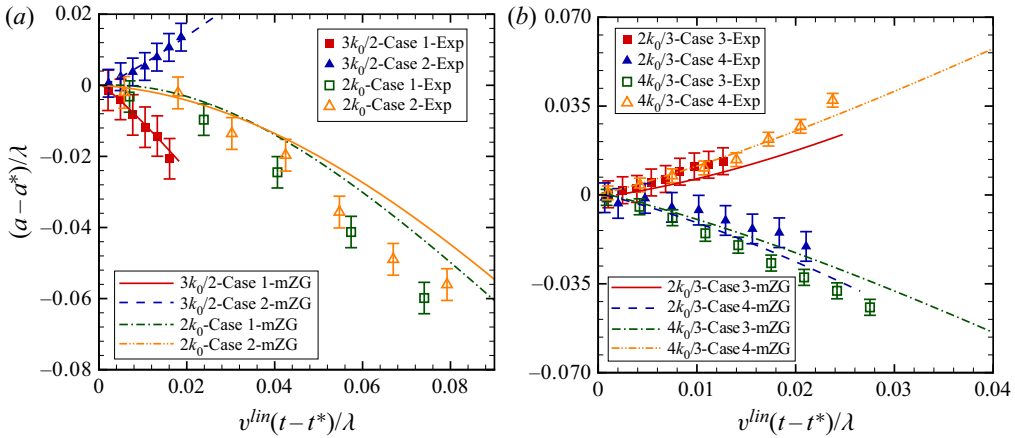 (a)
0.02
0
−0.02
−0.04
−0.06
−0.08
(a − a*)/λ
3k₀/2-Case 1-Exp
3k₀/2-Case 2-Exp
2k₀-Case 1-Exp
2k₀-Case 2-Exp
3k₀/2-Case 1-mZG
3k₀/2-Case 2-mZG
2k₀-Case 1-mZG
2k₀-Case 2-mZG
0 0.02 0.04 0.06 0.08
v^lin(t − t*)/λ
(b)
0.070
0.035
0
−0.035
−0.070
2k₀/3-Case 3-Exp
2k₀/3-Case 4-Exp
4k₀/3-Case 3-Exp
4k₀/3-Case 4-Exp
2k₀/3-Case 3-mZG
2k₀/3-Case 4-mZG
4k₀/3-Case 3-mZG
4k₀/3-Case 4-mZG
0 0.01 0.02 0.03 0.04
v^lin(t − t*)/λ